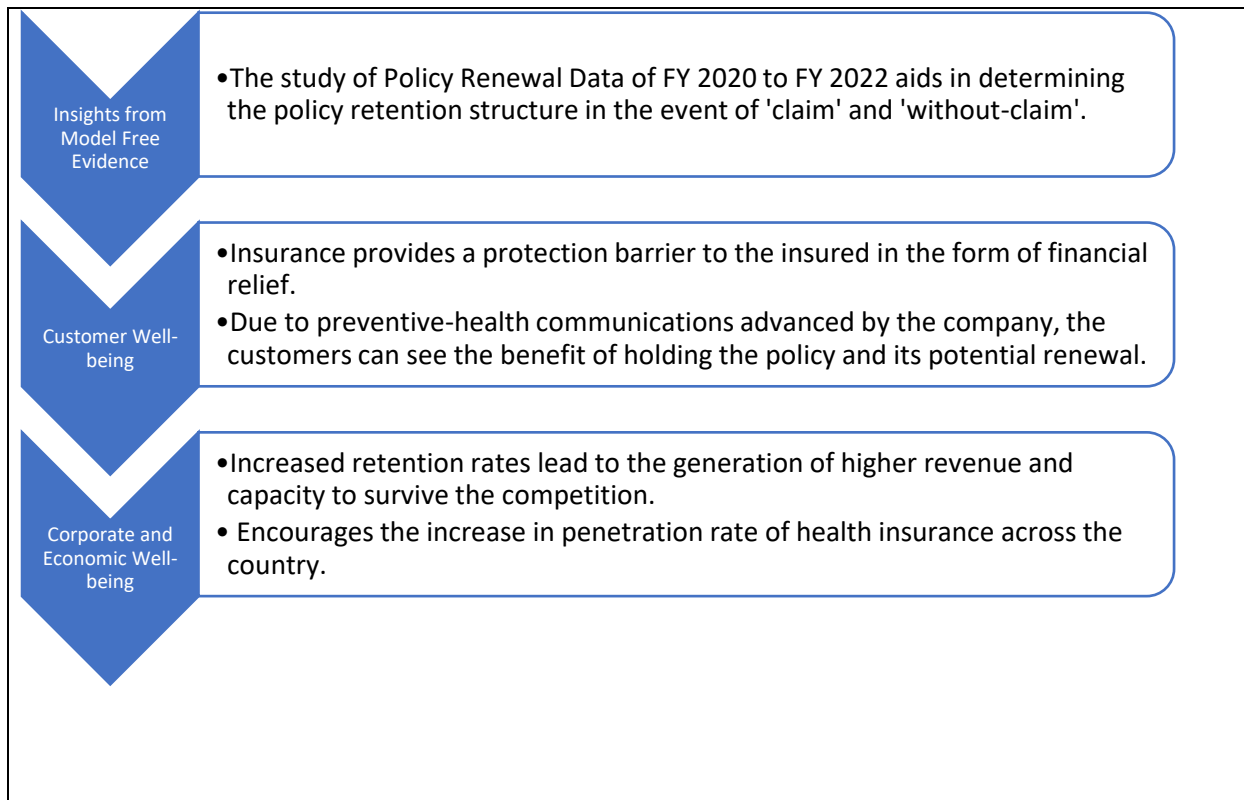 Insights from
Model Free
Evidence
•The study of Policy Renewal Data of FY 2020 to FY 2022 aids in determining
the policy retention structure in the event of 'claim' and 'without-claim'.
Customer Well-
being
•Insurance provides a protection barrier to the insured in the form of financial
relief.
•Due to preventive-health communications advanced by the company, the
customers can see the benefit of holding the policy and its potential renewal.
Corporate and
Economic Well-
being
•Increased retention rates lead to the generation of higher revenue and
capacity to survive the competition.
• Encourages the increase in penetration rate of health insurance across the
country.